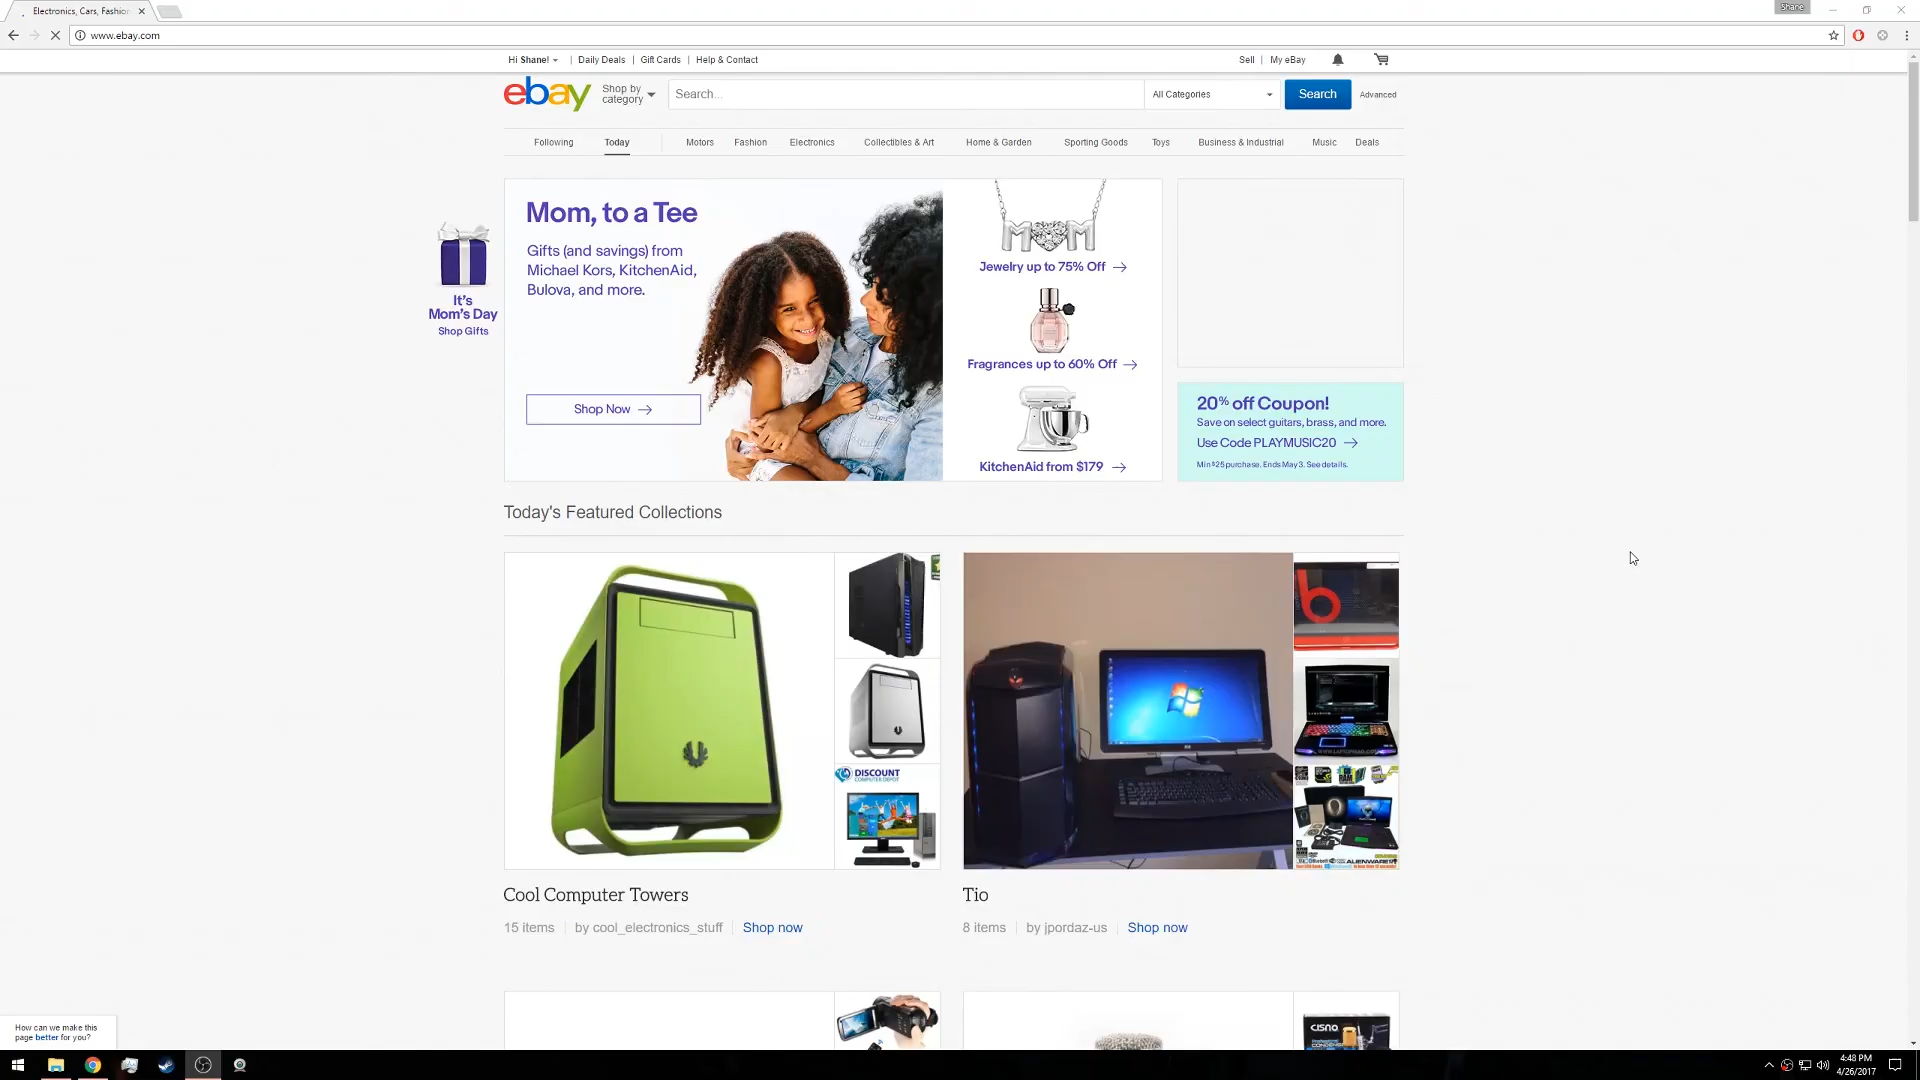 Electronics, Cars, Fashion
Shane
www.ebay.com
Hi Shane!
Daily Deals
Gift Cards
Help & Contact
Sell
My eBay
ebay
Shop by
category
Search...
All Categories
Search
Advanced
Following
Today
Motors
Fashion
Electronics
Collectibles & Art
Home & Garden
Sporting Goods
Toys
Business & Industrial
Music
Deals
It's
Mom's Day
Shop Gifts
Mom, to a Tee
Gifts (and savings) from
Michael Kors, KitchenAid,
Bulova, and more.
Shop Now
MOM
Jewelry up to 75% Off
Fragrances up to 60% Off
KitchenAid from $179
20% off Coupon!
Save on select guitars, brass, and more.
Use Code PLAYMUSIC20
Min $25 purchase. Ends May 3. See details.
Today's Featured Collections
DISCOUNT
COMPUTER DEPOT
b
ALIENWARE
Cool Computer Towers
15 items
by cool_electronics_stuff
Shop now
Tio
8 items
by jpordaz-us
Shop now
CISNO
How can we make this
page better for you?
4:48 PM
4/26/2017